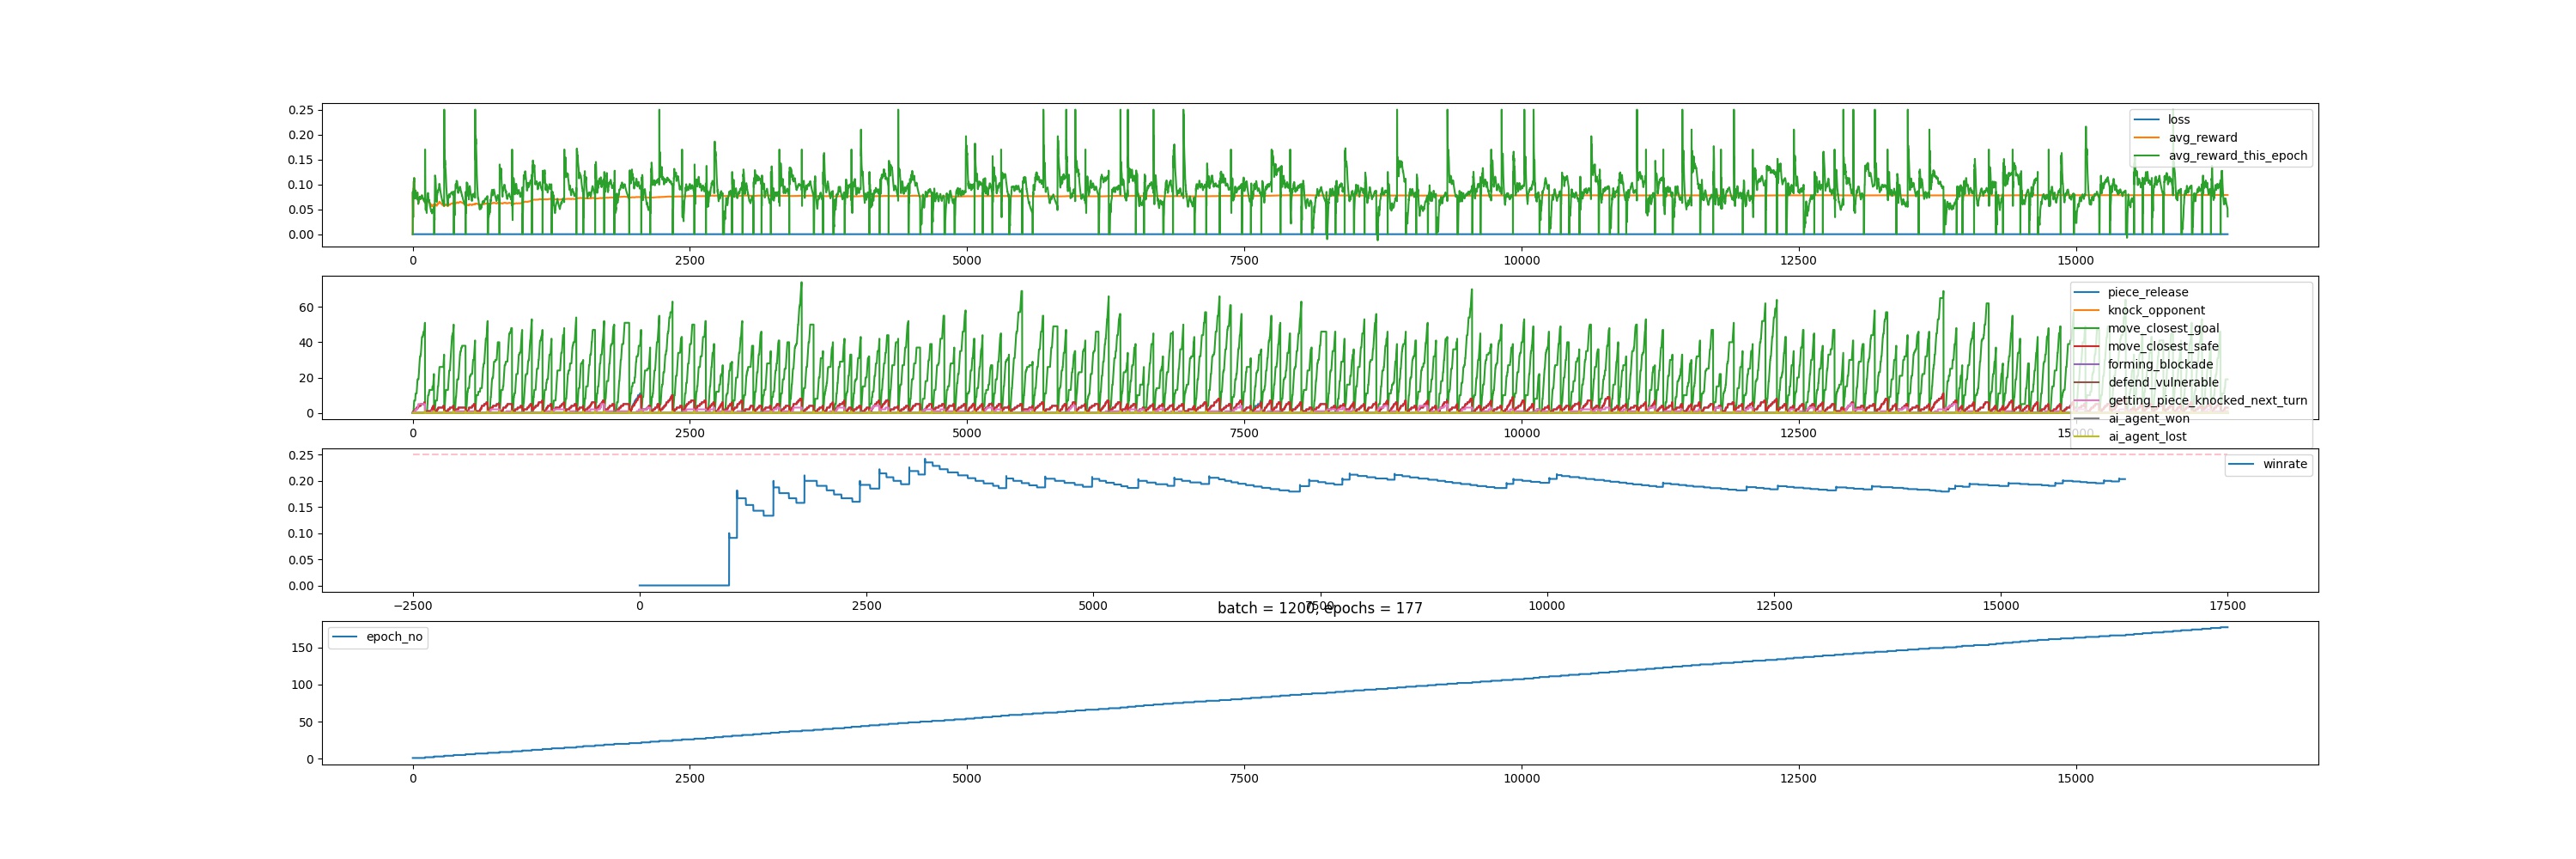 0.25
0.20
0.15
0.10
0.05
0.00
loss
avg_reward
avg_reward_this_epoch
0 2500 5000 7500 10000 12500 15000
60
40
20
0
piece_release
knock_opponent
move_closest_goal
move_closest_safe
forming_blockade
defend_vulnerable
getting_piece_knocked_next_turn
ai_agent_won
ai_agent_lost
0 2500 5000 7500 10000 12500 15000
0.25
0.20
0.15
0.10
0.05
0.00
winrate
−2500 0 2500 5000 7500 10000 12500 15000 17500
batch = 1200, epochs = 177
150
100
50
0
epoch_no
0 2500 5000 7500 10000 12500 15000